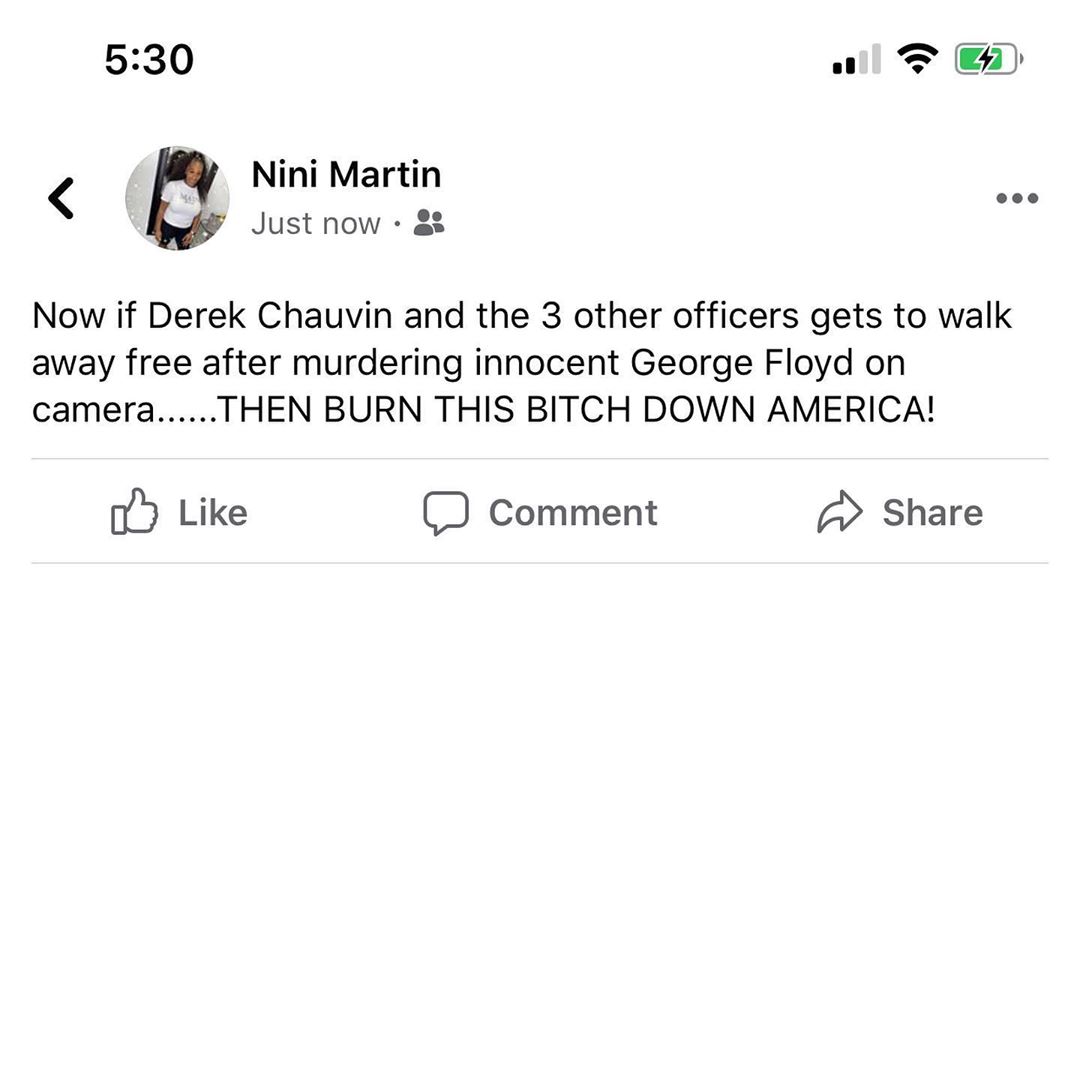 5:30
Nini Martin
Just now ·
Now if Derek Chauvin and the 3 other officers gets to walk
away free after murdering innocent George Floyd on
camera......THEN BURN THIS BITCH DOWN AMERICA!
Like Comment Share